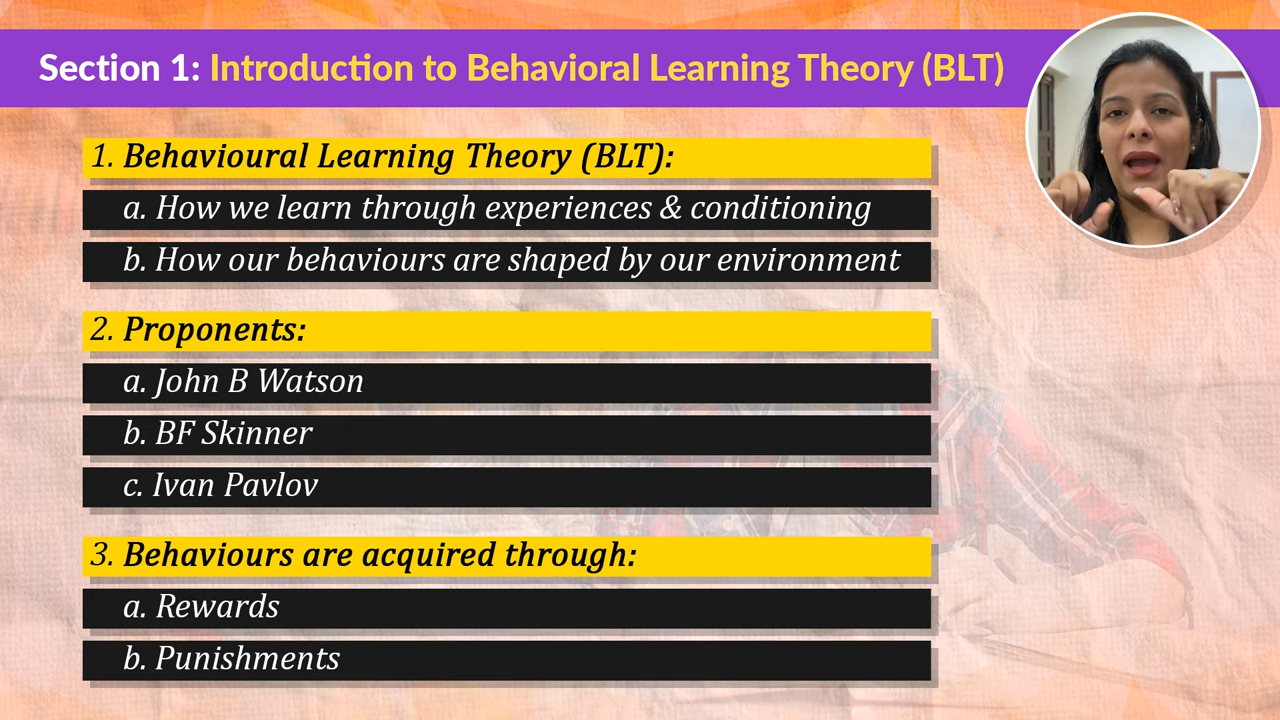 Section 1: Introduction to Behavioral Learning Theory (BLT)
1. Behavioural Learning Theory (BLT):
a. How we learn through experiences & conditioning
b. How our behaviours are shaped by our environment
2. Proponents:
a. John B Watson
b. BF Skinner
c. Ivan Pavlov
3. Behaviours are acquired through:
a. Rewards
b. Punishments